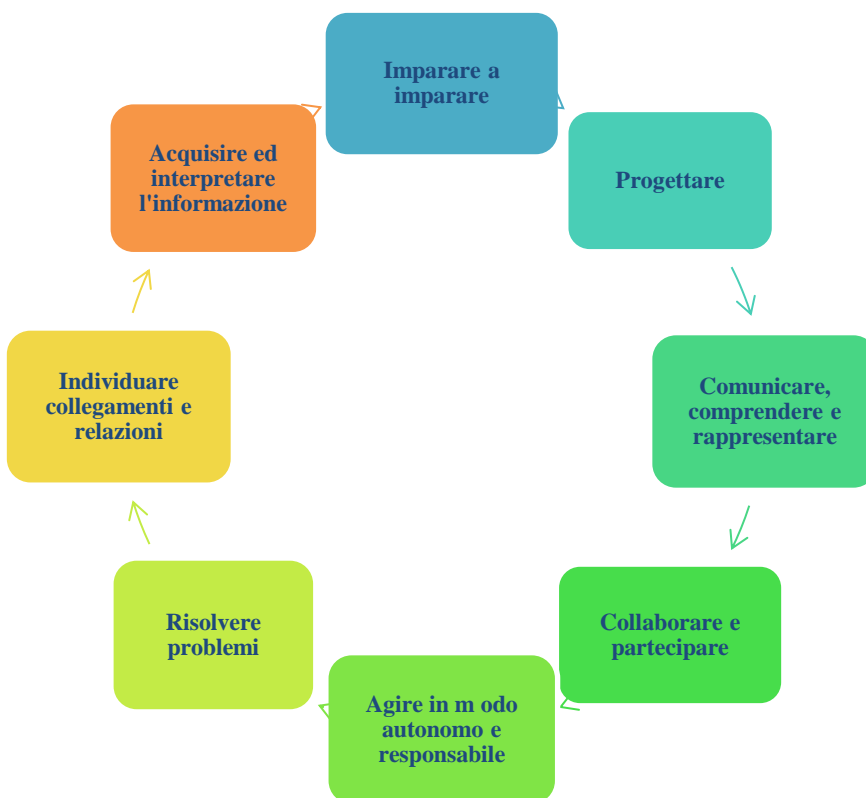 Imparare a
imparare
Progettare
Comunicare,
comprendere e
rappresentare
Collaborare e
partecipare
Agire in m odo
autonomo e
responsabile
Risolvere
problemi
Individuare
collegamenti e
relazioni
Acquisire ed
interpretare
l'informazione